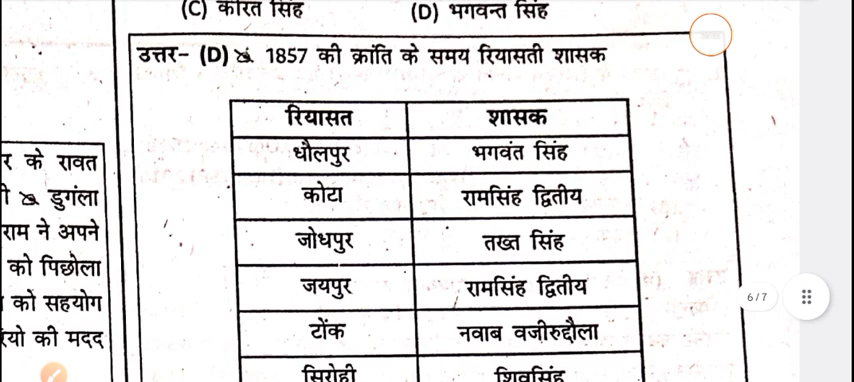 (C) कीरत सिंह
(D) भगवन्त सिंह
उत्तर- (D) 1857 की क्रांति के समय रियासती शासक
रियासत शासक
धौलपुर भगवंत सिंह
कोटा रामसिंह द्वितीय
जोधपुर तख्त सिंह
जयपुर रामसिंह द्वितीय
टोंक नवाब वजीरुद्दौला
सिरोही शिवसिंह
र के रावत
डुगंला
राम ने अपने
को पिछोला
को सहयोग
की मदद
6/7